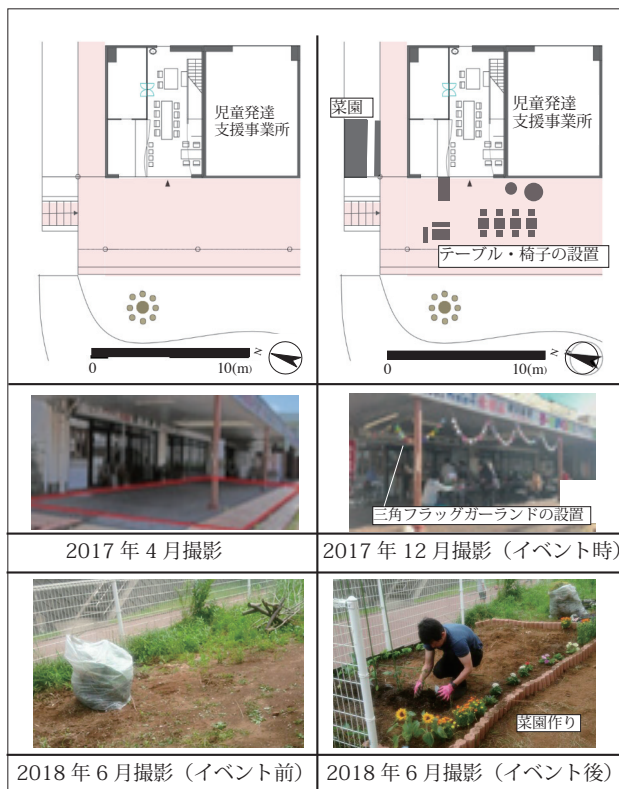 児童発達
支援事業所
N
0 10(m)
菜園
児童発達
支援事業所
テーブル・椅子の設置
N
0 10(m)
三角フラッグガーランドの設置
2017 年 4 月撮影
2017 年 12 月撮影（イベント時）
菜園作り
2018 年 6 月撮影（イベント前）
2018 年 6 月撮影（イベント後）